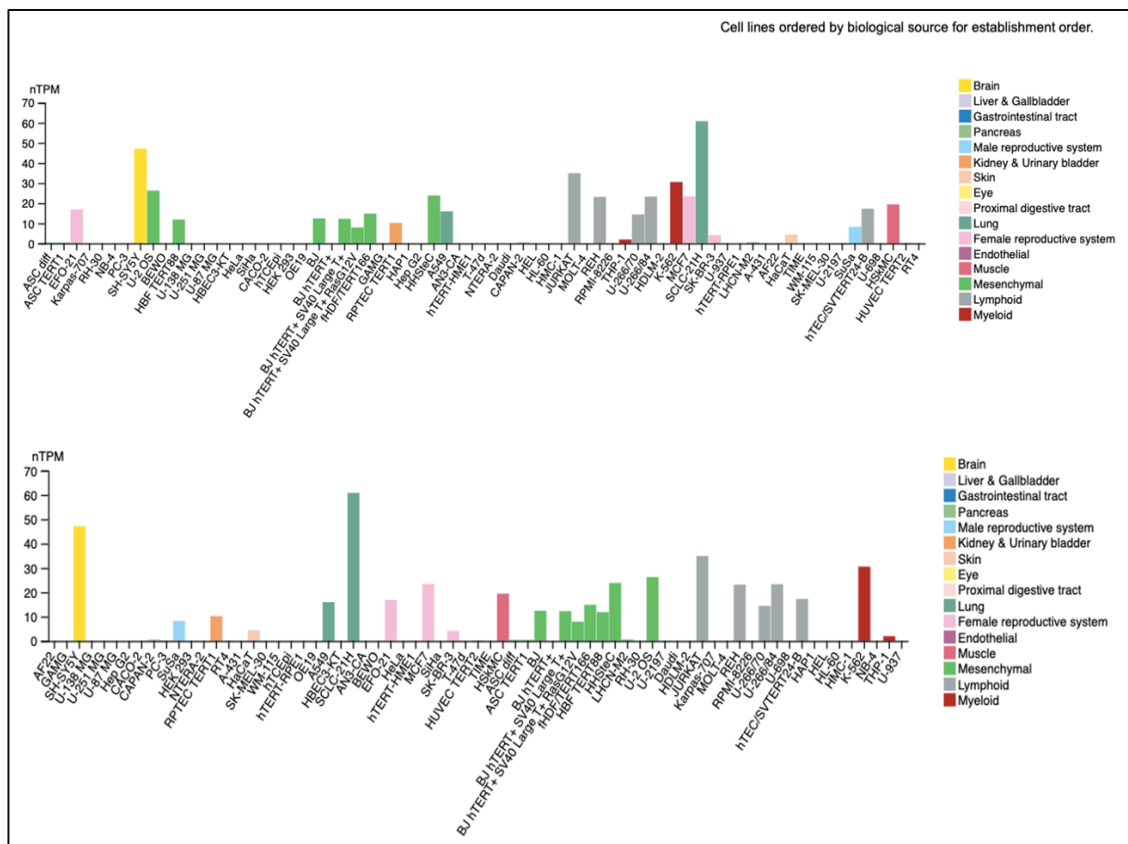 Cell lines ordered by biological source for establishment order.
nTPM
70
60
50
40
30
20
10
0
ASC diff
ASC TERT1
EFO-21
Karpas-707
RH-30
NB-4
PC-3
SH-SY5Y
U-2 OS
BEWO
HBF TERT88
U-138 MG
U-251 MG
U-87 MG
HBEC3-KT
HeLa
SiHa
CACO-2
hTCEpi
HEK 293
OE19
BJ
BJ hTERT+
BJ hTERT+ SV40 Large T+
BJ hTERT+ SV40 Large T+ RasG12V
fHDF/TERT166
GAMG
RPTEC TERT1
HAP1
Hep G2
HHSteC
A549
AN3-CA
hTERT-HME1
T-47d
NTERA-2
Daudi
CAPAN-2
HEL
HL-60
HMC-1
JURKAT
MOLT-4
REH
RPMI-8226
THP-1
U-266/70
U-266/84
HDLM-2
K-562
MCF7
SCLC-21H
SK-BR-3
U-937
hTERT-RPE1
LHCN-M2
A-431
AF22
HaCaT
TIME
WM-115
SK-MEL-30
U-2197
SuSa
hTEC/SVTERT24-B
U-698
HSkMC
HUVEC TERT2
RT4
Brain
Liver & Gallbladder
Gastrointestinal tract
Pancreas
Male reproductive system
Kidney & Urinary bladder
Skin
Eye
Proximal digestive tract
Lung
Female reproductive system
Endothelial
Muscle
Mesenchymal
Lymphoid
Myeloid
nTPM
70
60
50
40
30
20
10
0
AF22
GAMG
SH-SY5Y
U-138 MG
U-251 MG
U-87 MG
Hep G2
CACO-2
CAPAN-2
PC-3
SuSa
HEK 293
NTERA-2
RPTEC TERT1
RT4
A-431
HaCaT
SK-MEL-30
WM-115
hTCEpi
hTERT-RPE1
OE19
A549
HBEC3-KT
SCLC-21H
AN3-CA
BEWO
EFO-21
HeLa
hTERT-HME1
MCF7
SiHa
SK-BR-3
T-47d
HUVEC TERT2
TIME
HSkMC
ASC diff
ASC TERT1
BJ
BJ hTERT+
BJ hTERT+ SV40 Large T+
BJ hTERT+ SV40 Large T+ RasG12V
fHDF/TERT166
HBF TERT88
HHSteC
LHCN-M2
RH-30
U-2 OS
U-2197
Daudi
HDLM-2
JURKAT
Karpas-707
MOLT-4
REH
RPMI-8226
U-266/70
U-266/84
U-698
hTEC/SVTERT24-B
HAP1
HEL
HL-60
HMC-1
K-562
NB-4
THP-1
U-937
Brain
Liver & Gallbladder
Gastrointestinal tract
Pancreas
Male reproductive system
Kidney & Urinary bladder
Skin
Eye
Proximal digestive tract
Lung
Female reproductive system
Endothelial
Muscle
Mesenchymal
Lymphoid
Myeloid